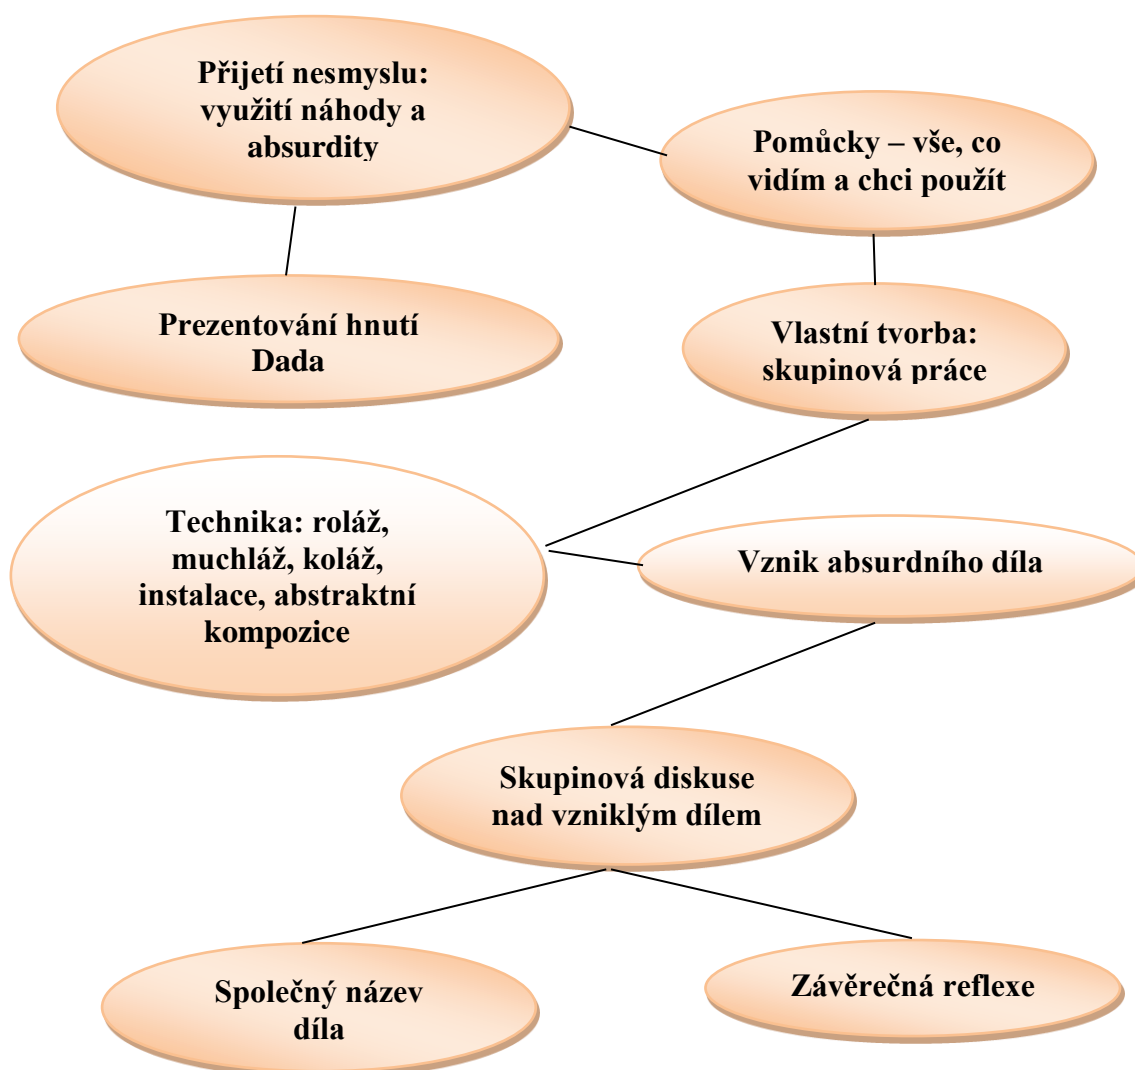 Přijetí nesmyslu:
využití náhody a
absurdity
Pomůcky – vše, co
vidím a chci použít
Prezentování hnutí
Dada
Vlastní tvorba:
skupinová práce
Technika: roláž,
muchláž, koláž,
instalace, abstraktní
kompozice
Vznik absurdního díla
Skupinová diskuse
nad vzniklým dílem
Společný název
díla
Závěrečná reflexe